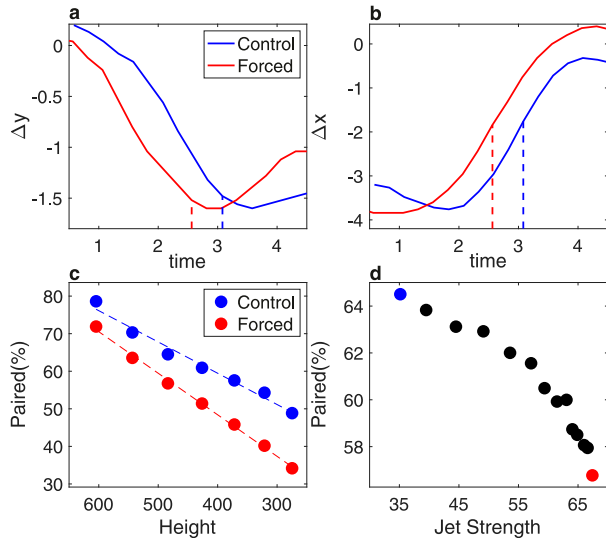 a
b
0
-0.5
-1
-1.5
Δy
1
2
3
4
time
Control
Forced
0
-1
-2
-3
-4
Δx
1
2
3
4
time
c
d
80
70
60
50
40
30
Paired(%)
600
500
400
300
Height
Control
Forced
64
62
60
58
Paired(%)
35
45
55
65
Jet Strength